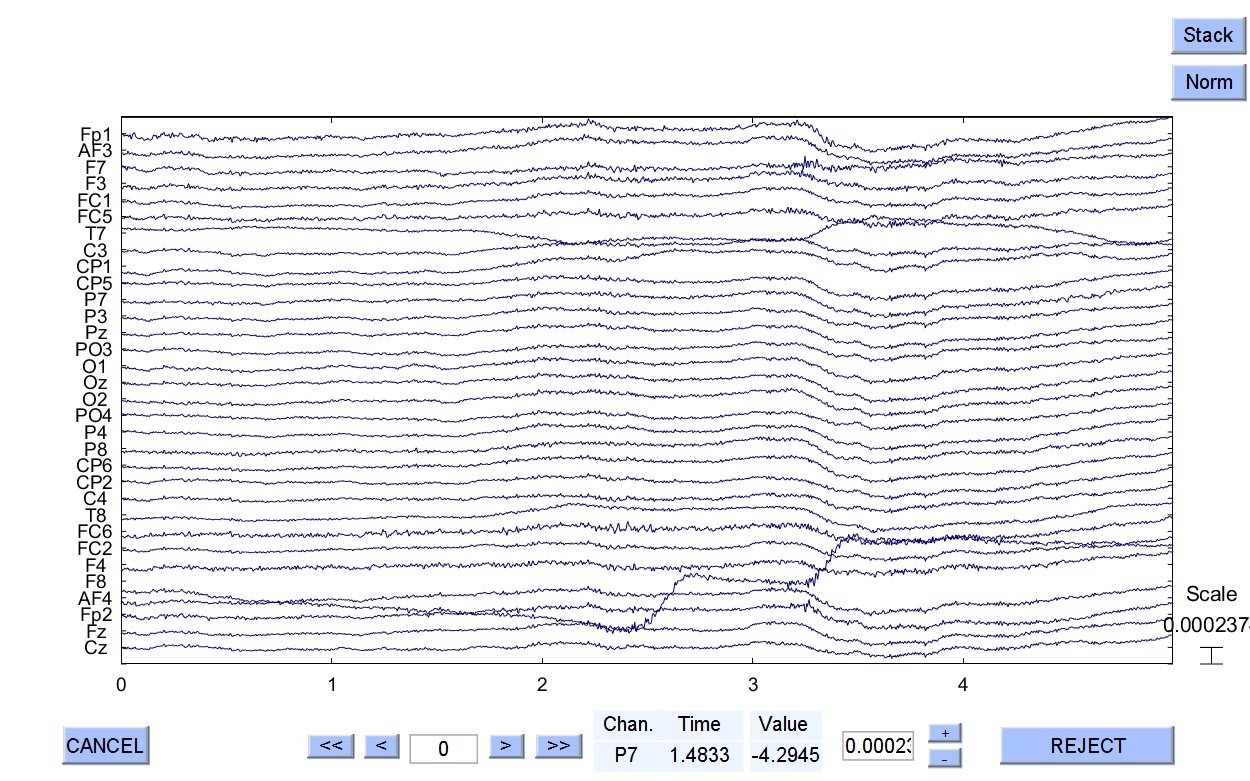 Stack
Norm
Fp1
AF3
F7
F3
FC1
FC5
T7
C3
CP1
CP5
P7
P3
Pz
PO3
O1
Oz
O2
PO4
P4
P8
CP6
CP2
C4
T8
FC6
FC2
F4
F8
AF4
Fp2
Fz
Cz
Scale
0 1 2 3 4
Chan. Time Value
CANCEL << < 0 > >> P7 1.4833 -4.2945 + - REJECT